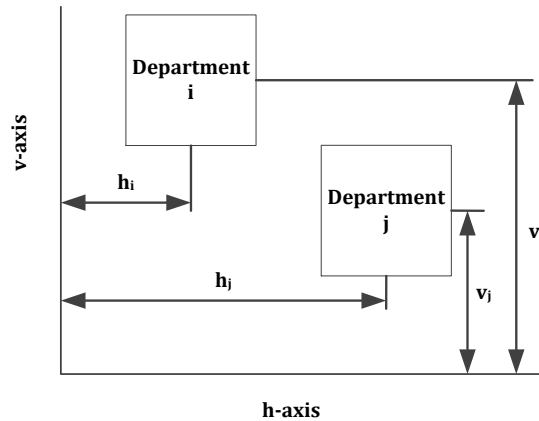 Department
i
v-axis
Department
j
hᵢ
v
hⱼ
vⱼ
h-axis